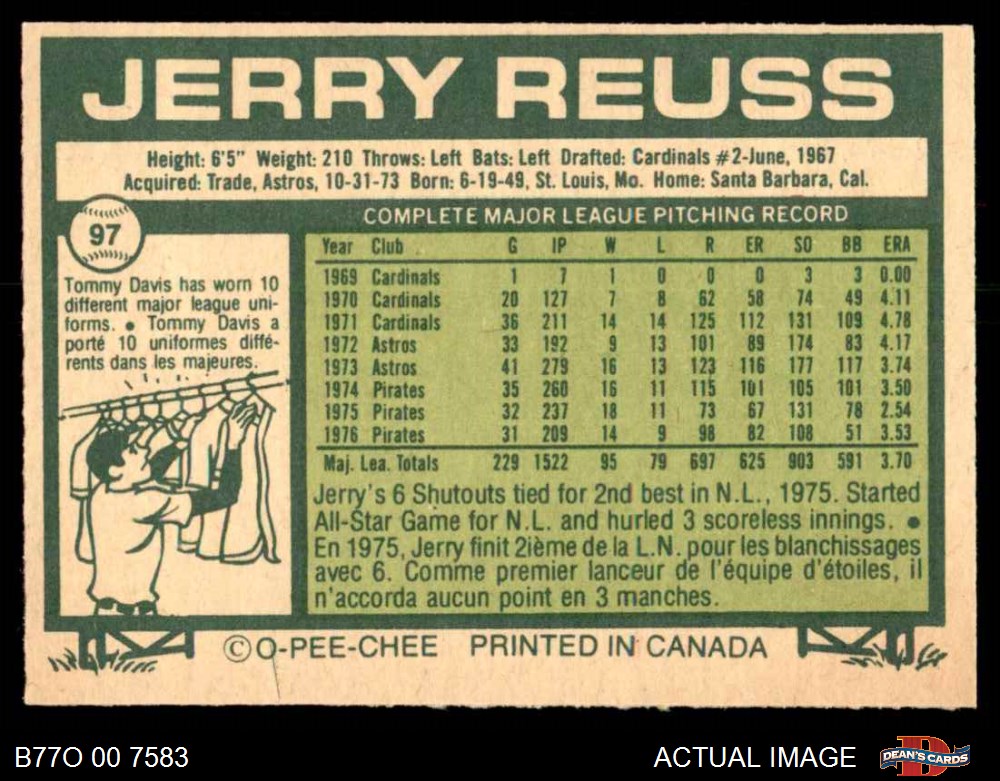 JERRY REUSS
Height: 6'5" Weight: 210 Throws: Left Bats: Left Drafted: Cardinals #2-June, 1967
Acquired: Trade, Astros, 10-31-73 Born: 6-19-49, St. Louis, Mo. Home: Santa Barbara, Cal.
97
Tommy Davis has worn 10
different major league uni-
forms. ● Tommy Davis a
porté 10 uniformes diffé-
rents dans les majeures.
COMPLETE MAJOR LEAGUE PITCHING RECORD
Year Club G IP W L R ER SO BB ERA
1969 Cardinals 1 7 1 0 0 0 3 3 0.00
1970 Cardinals 20 127 7 8 62 58 74 49 4.11
1971 Cardinals 36 211 14 14 125 112 131 109 4.78
1972 Astros 33 192 9 13 101 89 174 83 4.17
1973 Astros 41 279 16 13 123 116 177 117 3.74
1974 Pirates 35 260 16 11 115 101 105 101 3.50
1975 Pirates 32 237 18 11 73 67 131 78 2.54
1976 Pirates 31 209 14 9 98 82 108 51 3.53
Maj. Lea. Totals 229 1522 95 79 697 625 903 591 3.70
Jerry's 6 Shutouts tied for 2nd best in N.L., 1975. Started
All-Star Game for N.L. and hurled 3 scoreless innings. ●
En 1975, Jerry finit 2ième de la L.N. pour les blanchissages
avec 6. Comme premier lanceur de l'équipe d'étoiles, il
n'accorda aucun point en 3 manches.
© O-PEE-CHEE PRINTED IN CANADA
B77O 00 7583
ACTUAL IMAGE
DEAN'S CARDS